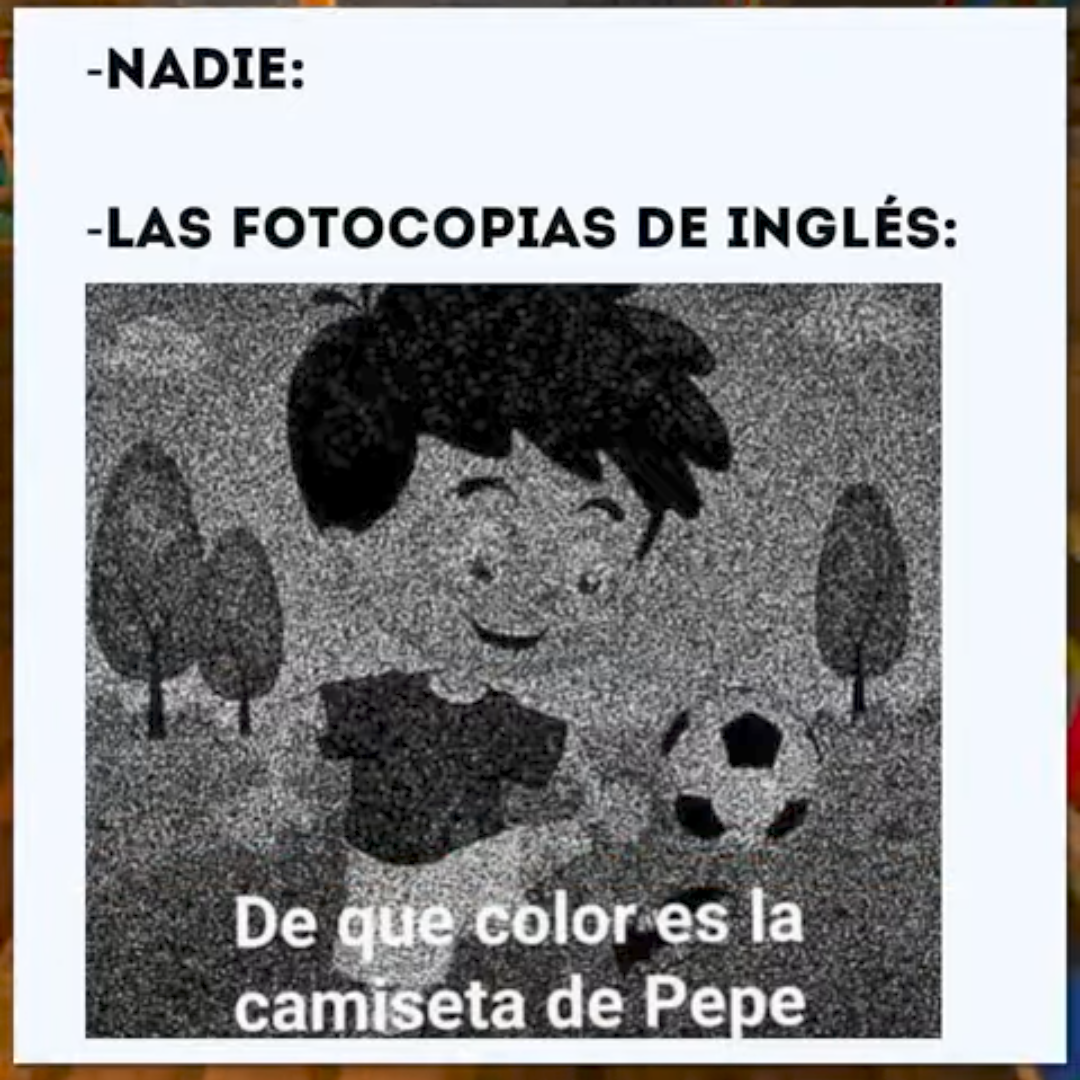 -NADIE:
-LAS FOTOCOPIAS DE INGLÉS:
De que color es la
camiseta de Pepe